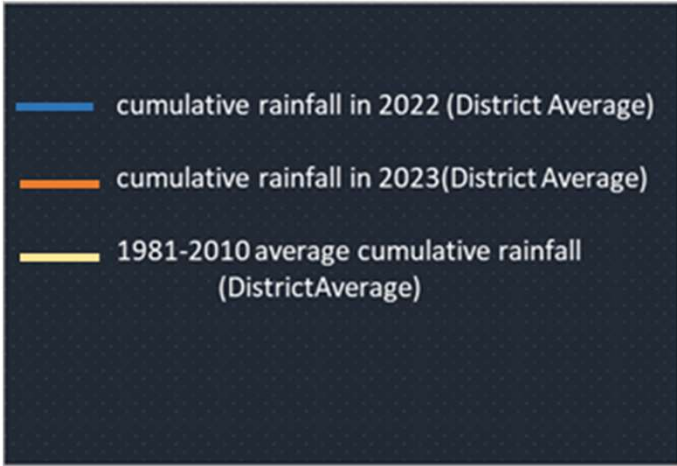 cumulative rainfall in 2022 (District Average)
cumulative rainfall in 2023(District Average)
1981-2010 average cumulative rainfall
(DistrictAverage)